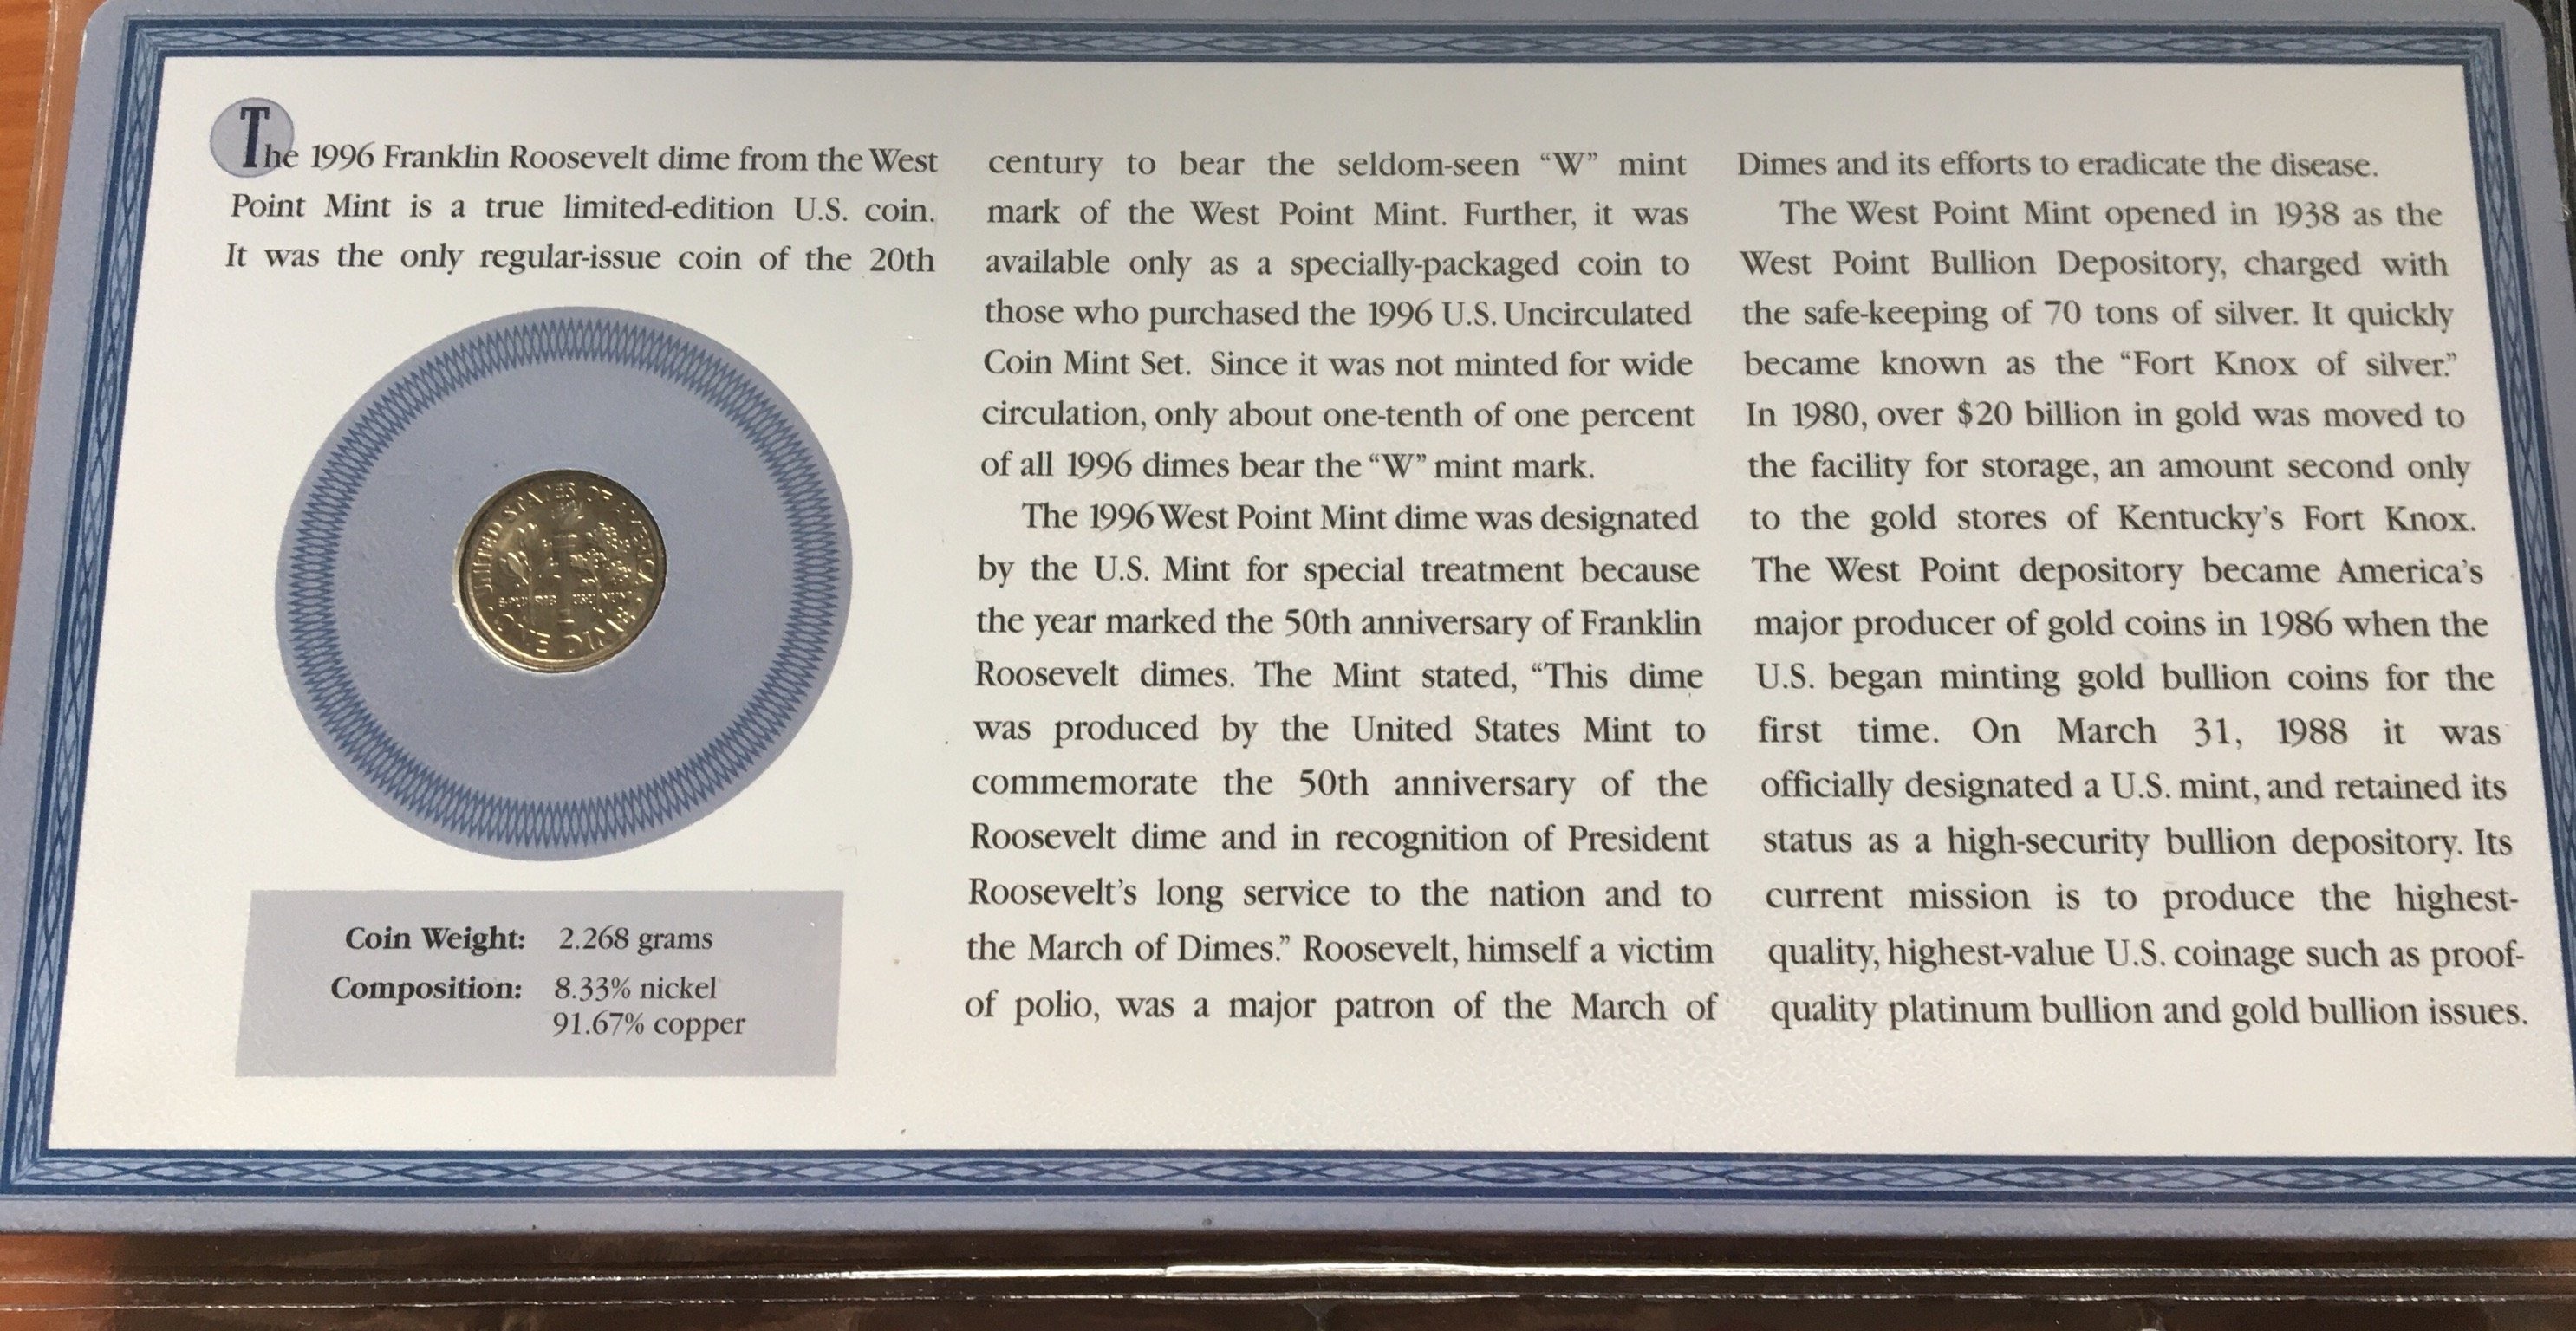 The 1996 Franklin Roosevelt dime from the West
Point Mint is a true limited-edition U.S. coin.
It was the only regular-issue coin of the 20th
UNITED STATES OF AMERICA
ONE DIME
Coin Weight: 2.268 grams
Composition: 8.33% nickel
91.67% copper
century to bear the seldom-seen “W” mint
mark of the West Point Mint. Further, it was
available only as a specially-packaged coin to
those who purchased the 1996 U.S. Uncirculated
Coin Mint Set. Since it was not minted for wide
circulation, only about one-tenth of one percent
of all 1996 dimes bear the “W” mint mark.
The 1996 West Point Mint dime was designated
by the U.S. Mint for special treatment because
the year marked the 50th anniversary of Franklin
Roosevelt dimes. The Mint stated, “This dime
was produced by the United States Mint to
commemorate the 50th anniversary of the
Roosevelt dime and in recognition of President
Roosevelt’s long service to the nation and to
the March of Dimes.” Roosevelt, himself a victim
of polio, was a major patron of the March of
Dimes and its efforts to eradicate the disease.
The West Point Mint opened in 1938 as the
West Point Bullion Depository, charged with
the safe-keeping of 70 tons of silver. It quickly
became known as the “Fort Knox of silver.”
In 1980, over $20 billion in gold was moved to
the facility for storage, an amount second only
to the gold stores of Kentucky’s Fort Knox.
The West Point depository became America’s
major producer of gold coins in 1986 when the
U.S. began minting gold bullion coins for the
first time. On March 31, 1988 it was
officially designated a U.S. mint, and retained its
status as a high-security bullion depository. Its
current mission is to produce the highest-
quality, highest-value U.S. coinage such as proof-
quality platinum bullion and gold bullion issues.